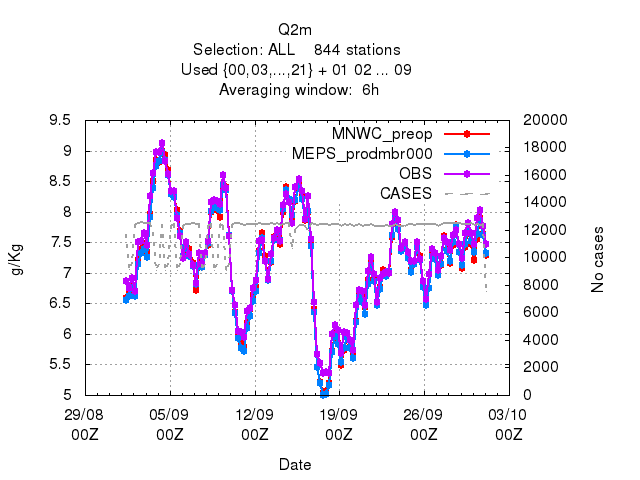 Q2m
Selection: ALL    844 stations
Used {00,03,...,21} + 01 02 ... 09
Averaging window:  6h
9.5
9
8.5
8
7.5
7
6.5
6
5.5
5
g/Kg
MNWC_preop
MEPS_prodmbr000
OBS
CASES
20000
18000
16000
14000
12000
10000
8000
6000
4000
2000
0
No cases
29/08 05/09 12/09 19/09 26/09 03/10
00Z 00Z 00Z 00Z 00Z 00Z
Date